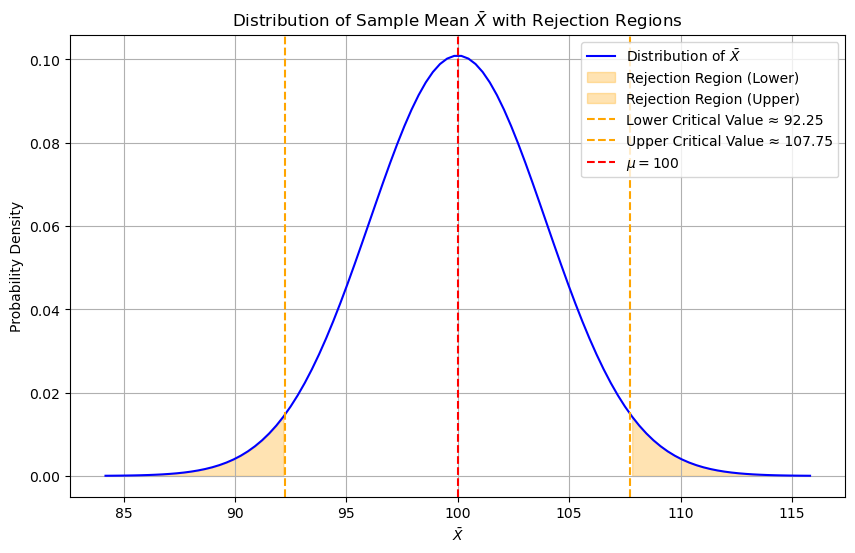 Distribution of Sample Mean X̄ with Rejection Regions
Distribution of X̄
Rejection Region (Lower)
Rejection Region (Upper)
Lower Critical Value ≈ 92.25
Upper Critical Value ≈ 107.75
μ = 100
Probability Density
0.10
0.08
0.06
0.04
0.02
0.00
85 90 95 100 105 110 115
X̄